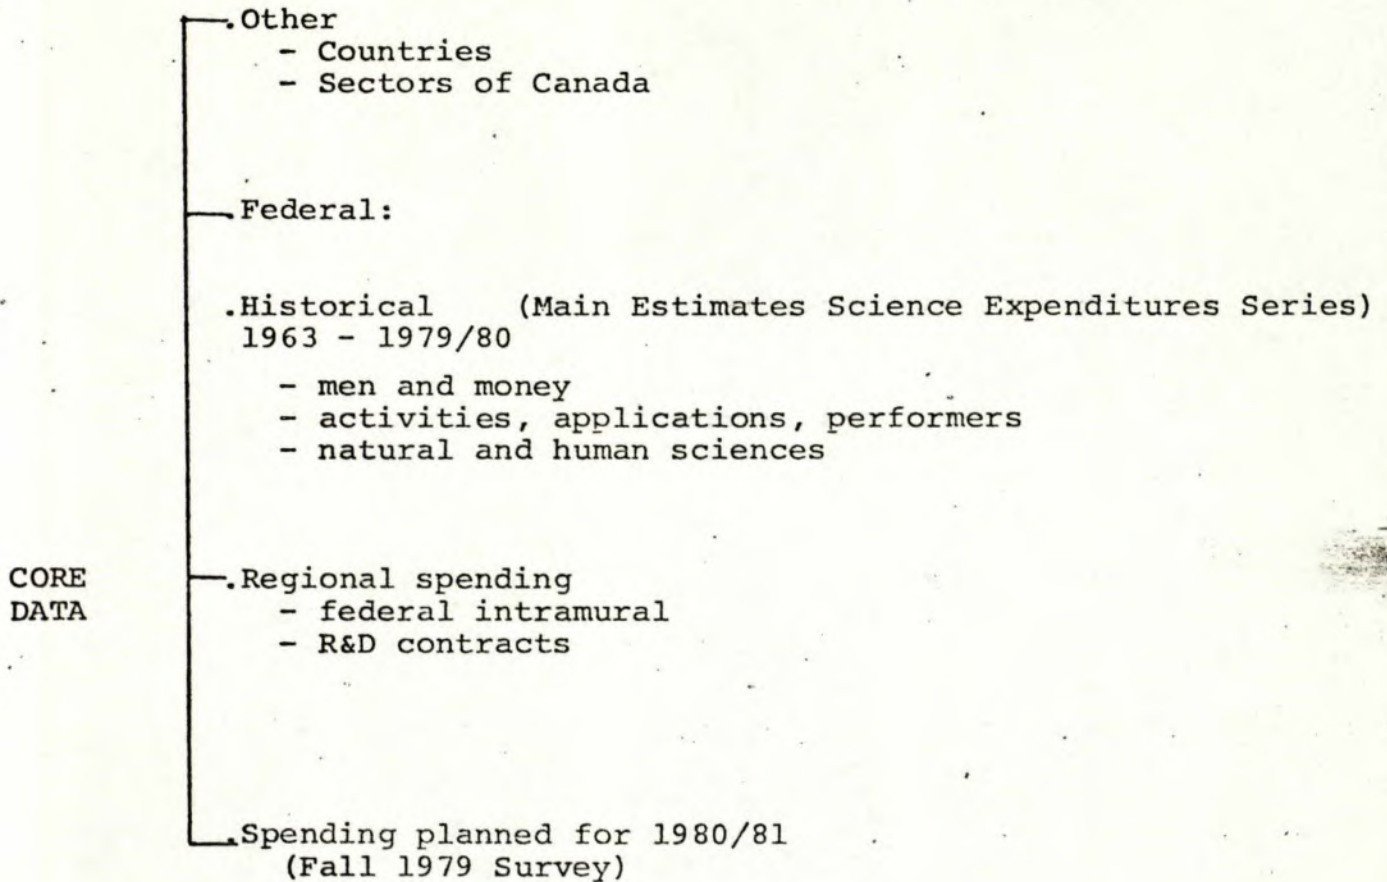 .Other
- Countries
- Sectors of Canada
.Federal:
.Historical (Main Estimates Science Expenditures Series)
1963 - 1979/80
- men and money
- activities, applications, performers
- natural and human sciences
CORE
DATA
.Regional spending
- federal intramural
- R&D contracts
.Spending planned for 1980/81
(Fall 1979 Survey)